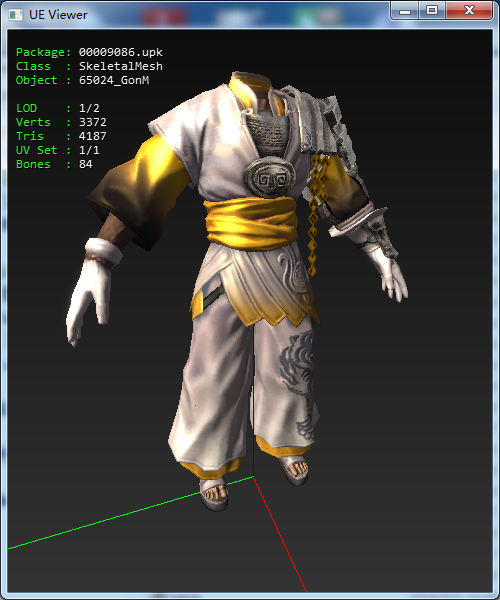 UE Viewer
Package: 00009086.upk
Class : SkeletalMesh
Object : 65024_GonM
LOD : 1/2
Verts : 3372
Tris : 4187
UV Set : 1/1
Bones : 84